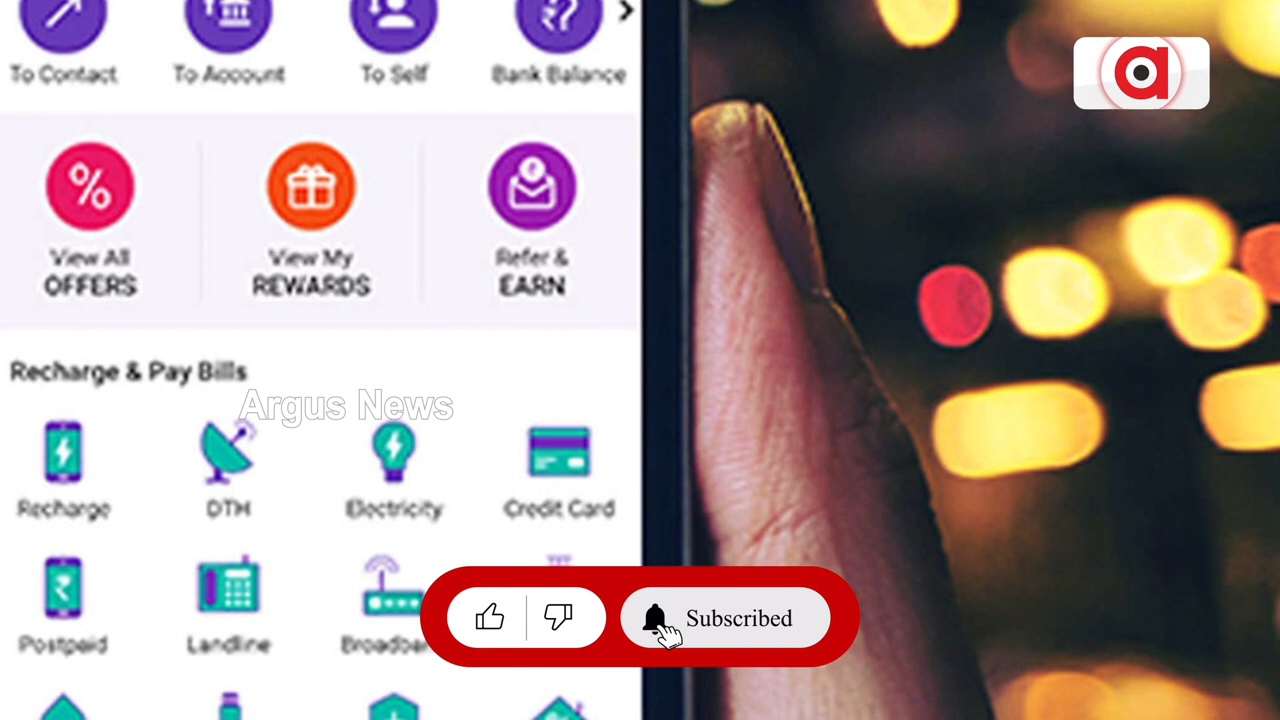 To Contact To Account To Self Bank Balance
View All View My Refer &
OFFERS REWARDS EARN
Recharge & Pay Bills
Argus News
Recharge DTH Electricity Credit Card
Postpaid Landline
Subscribed